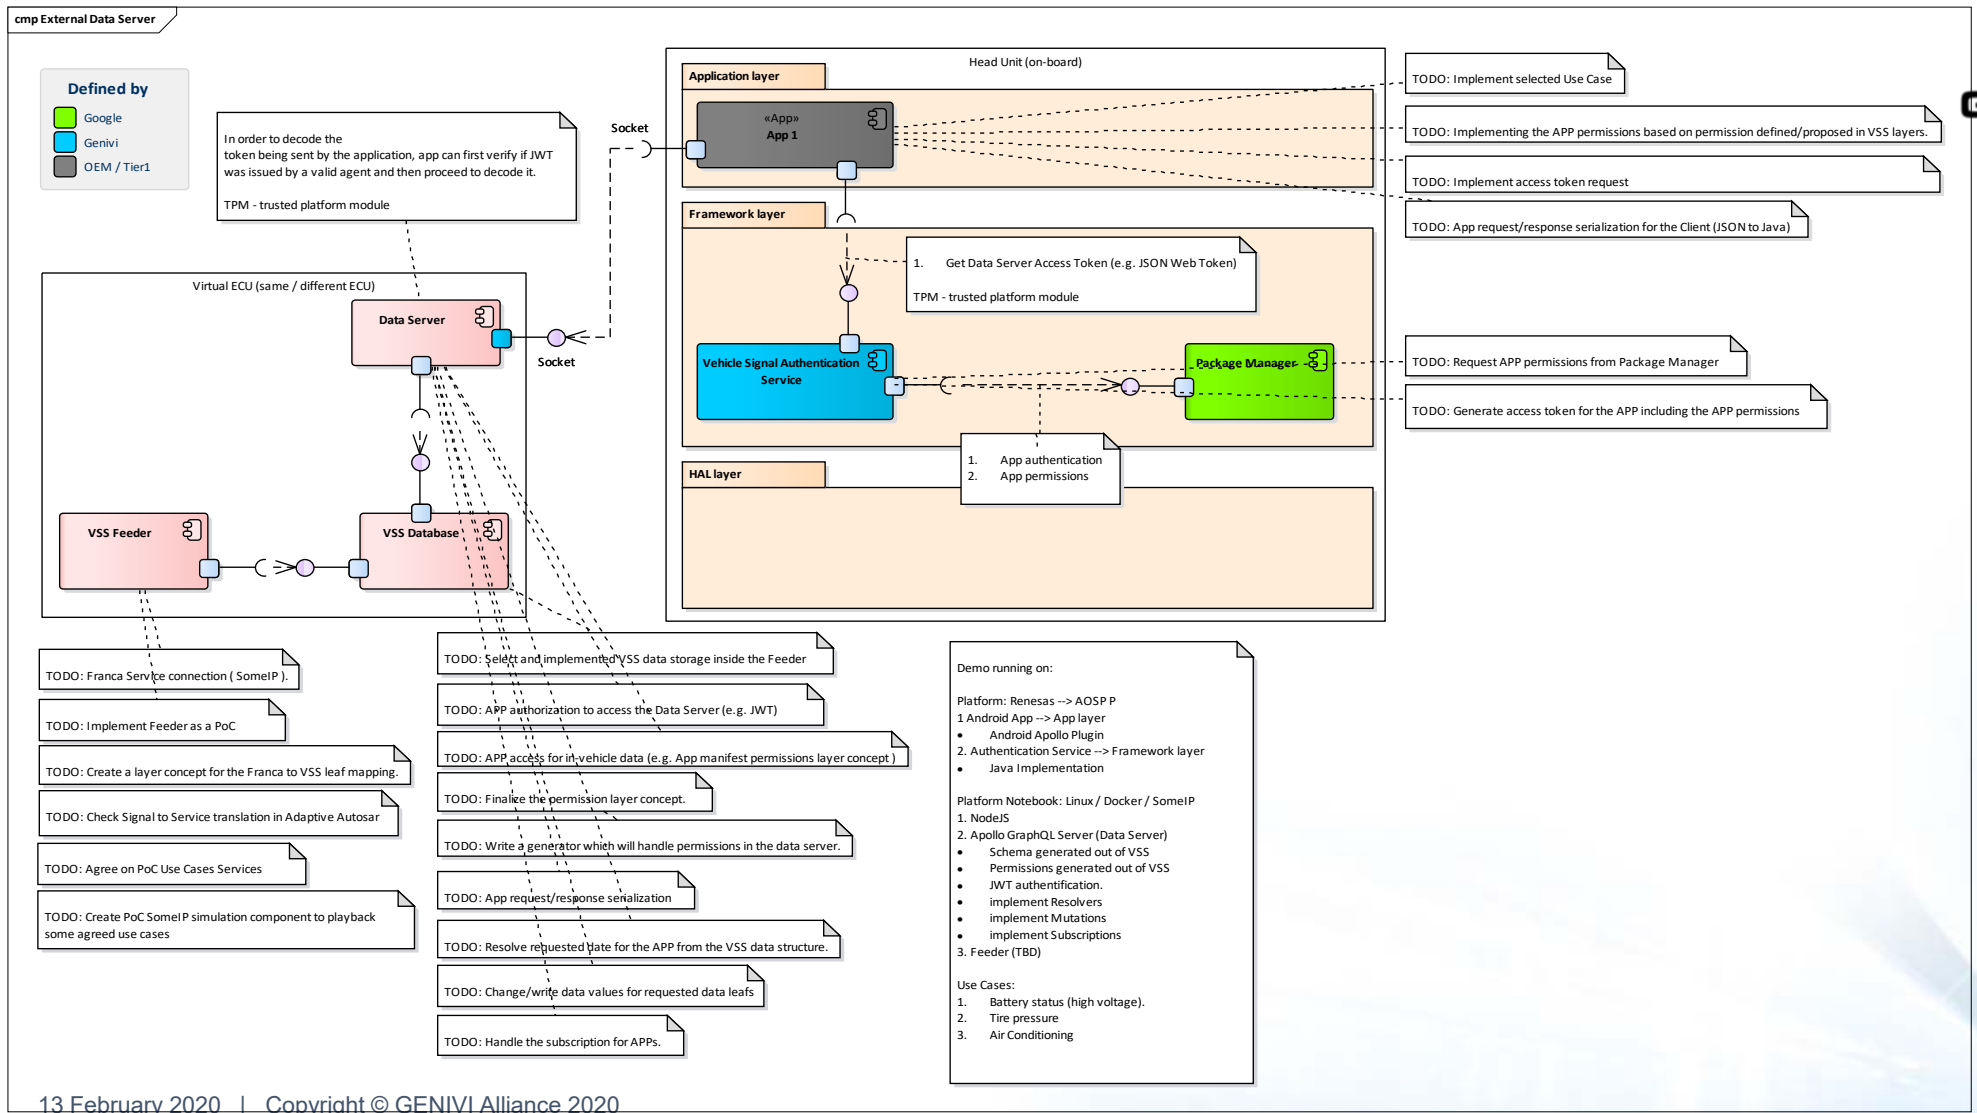 cmp External Data Server
Defined by
Google
Genivi
OEM / Tier1
In order to decode the
token being sent by the application, app can first verify if JWT
was issued by a valid agent and then proceed to decode it.
TPM - trusted platform module
Socket
Head Unit (on-board)
Application layer
«App»
App 1
TODO: Implement selected Use Case
TODO: Implementing the APP permissions based on permission defined/proposed in VSS layers.
TODO: Implement access token request
TODO: App request/response serialization for the Client (JSON to Java)
Framework layer
1. Get Data Server Access Token (e.g. JSON Web Token)
TPM - trusted platform module
Virtual ECU (same / different ECU)
Data Server
Socket
Vehicle Signal Authentication
Service
Package Manager
TODO: Request APP permissions from Package Manager
TODO: Generate access token for the APP including the APP permissions
1. App authentication
2. App permissions
HAL layer
VSS Feeder
VSS Database
TODO: Franca Service connection ( SomeIP ).
TODO: Implement Feeder as a PoC
TODO: Create a layer concept for the Franca to VSS leaf mapping.
TODO: Check Signal to Service translation in Adaptive Autosar
TODO: Agree on PoC Use Cases Services
TODO: Create PoC SomeIP simulation component to playback
some agreed use cases
TODO: Select and implemented VSS data storage inside the Feeder
TODO: APP authorization to access the Data Server (e.g. JWT)
TODO: APP access for in-vehicle data (e.g. App manifest permissions layer concept )
TODO: Finalize the permission layer concept.
TODO: Write a generator which will handle permissions in the data server.
TODO: App request/response serialization
TODO: Resolve requested date for the APP from the VSS data structure.
TODO: Change/write data values for requested data leafs
TODO: Handle the subscription for APPs.
Demo running on:
Platform: Renesas --> AOSP P
1 Android App --> App layer
• Android Apollo Plugin
2. Authentication Service --> Framework layer
• Java Implementation
Platform Notebook: Linux / Docker / SomeIP
1. NodeJS
2. Apollo GraphQL Server (Data Server)
• Schema generated out of VSS
• Permissions generated out of VSS
• JWT authentification.
• implement Resolvers
• implement Mutations
• implement Subscriptions
3. Feeder (TBD)
Use Cases:
1. Battery status (high voltage).
2. Tire pressure
3. Air Conditioning
13 February 2020 | Copyright © GENIVI Alliance 2020